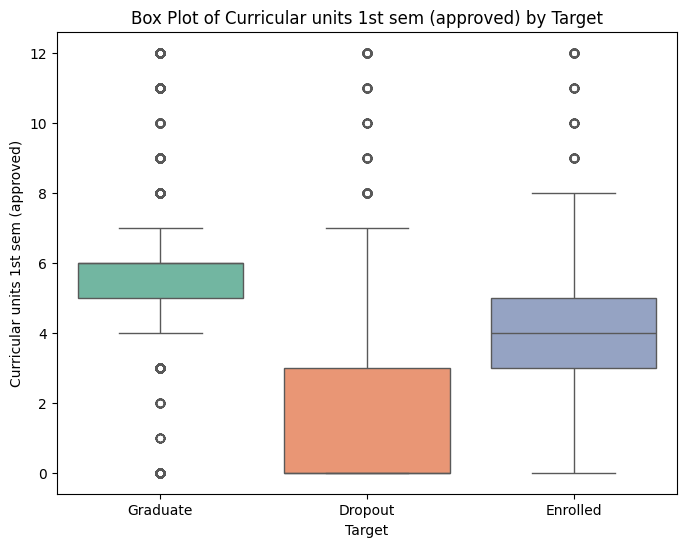 Box Plot of Curricular units 1st sem (approved) by Target
Curricular units 1st sem (approved)
12
10
8
6
4
2
0
Graduate
Dropout
Enrolled
Target